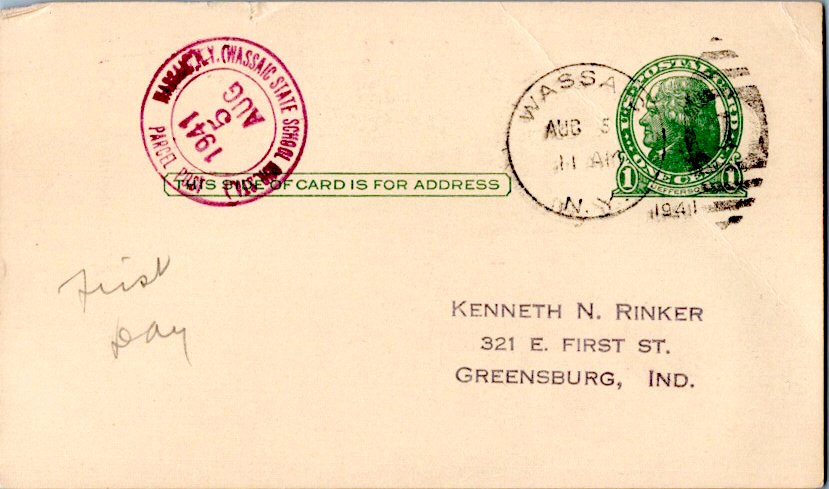 WASSAIC, N.Y. (WASSAIC STATE SCHOOL
AUG
5
1941
PARCEL POST
WASSA
AUG 5
11 AM
N.Y.
1941
U.S. POSTAL CARD
ONE CENT
1 JEFFERSON 1
THIS SIDE OF CARD IS FOR ADDRESS
First
Day
KENNETH N. RINKER
321 E. FIRST ST.
GREENSBURG, IND.